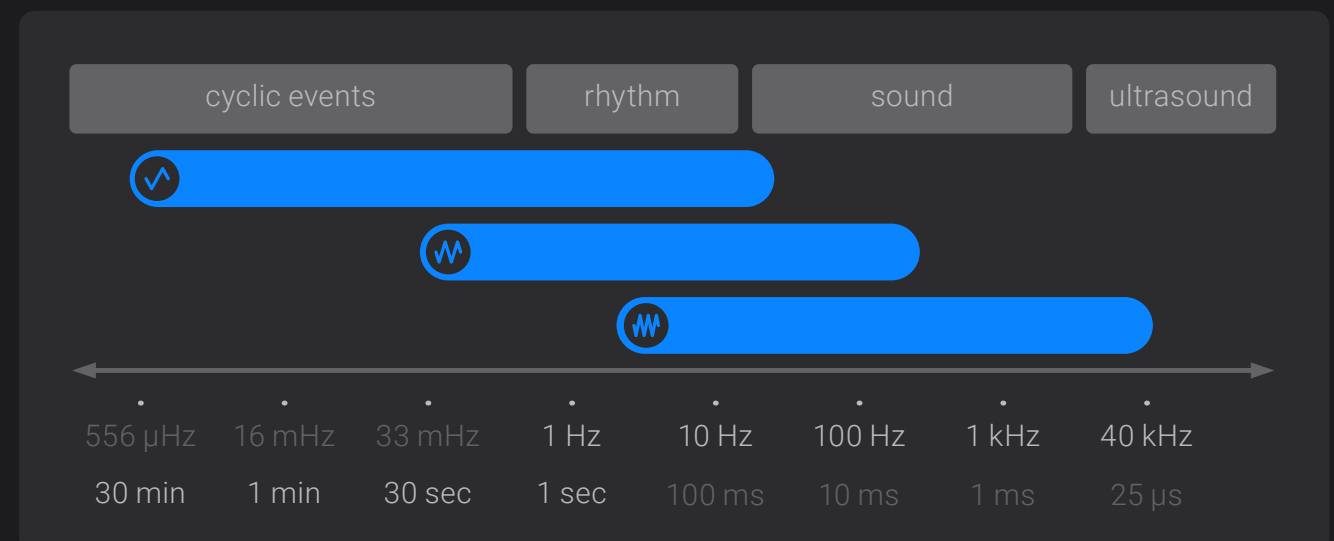 cyclic events rhythm sound ultrasound
556 µHz 16 mHz 33 mHz 1 Hz 10 Hz 100 Hz 1 kHz 40 kHz
30 min 1 min 30 sec 1 sec 100 ms 10 ms 1 ms 25 µs